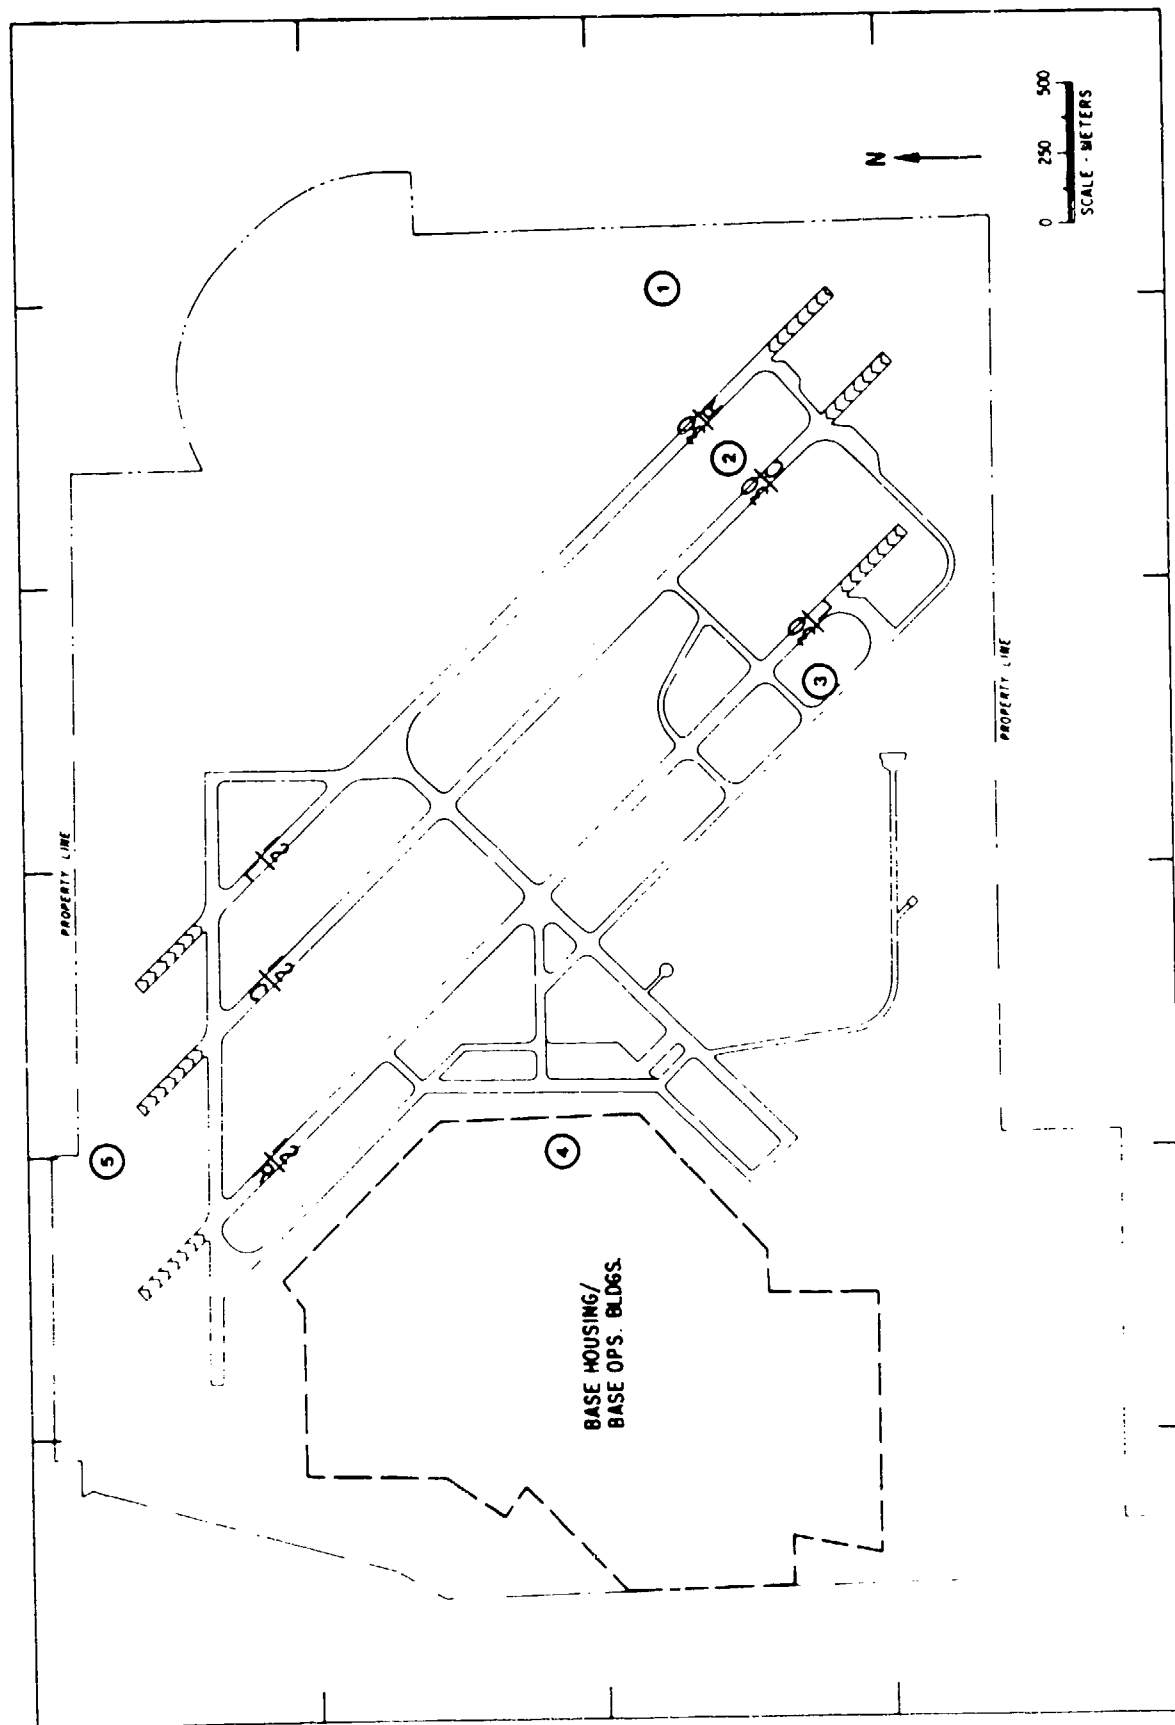 PROPERTY LINE
5
4
BASE HOUSING/
BASE OPS. BLDGS.
1
2
3
N
PROPERTY LINE
0 250 500
SCALE - METERS